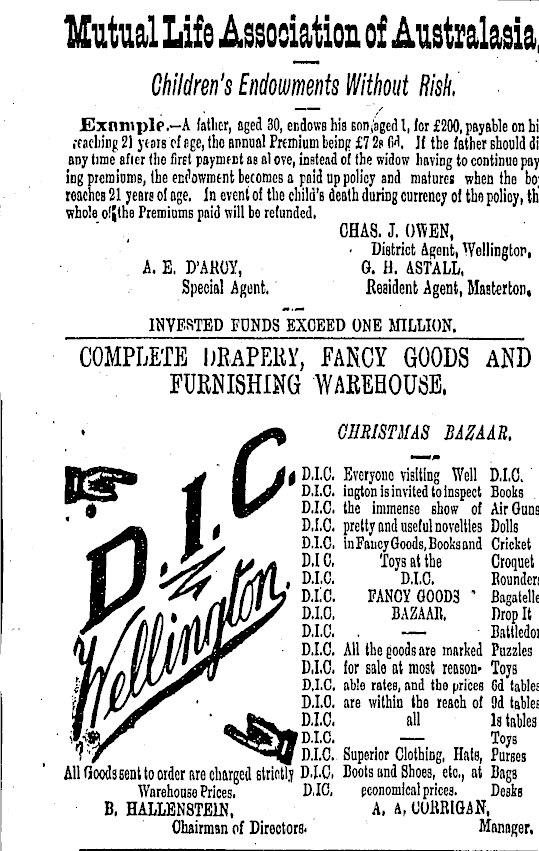 Mutual Life Association of Australasia,
Children's Endowments Without Risk.
Example.—A father, aged 30, endows his son, aged 1, for £200, payable on hi
reaching 21 years of age, the annual Premium being £7 2s 6d. If the father should di
any time after the first payment as above, instead of the widow having to continue pay
ing premiums, the endowment becomes a paid up policy and matures when the bo
reaches 21 years of age. In event of the child's death during currency of the policy, th
whole of the Premiums paid will be refunded.
CHAS. J. OWEN,
District Agent, Wellington,
A. E. D'ARCY,
Special Agent.
G. H. ASTALL,
Resident Agent, Masterton,
INVESTED FUNDS EXCEED ONE MILLION.
COMPLETE DRAPERY, FANCY GOODS AND
FURNISHING WAREHOUSE.
D.I.C.
Wellington.
All Goods sent to order are charged strictly
Warehouse Prices.
CHRISTMAS BAZAAR.
D.I.C. Everyone visiting Well D.I.C.
D.I.C. ington is invited to inspect Books
D.I.C. the immense show of Air Guns
D.I.C. pretty and useful novelties Dolls
D.I.C. in Fancy Goods, Books and Cricket
D.I.C. Toys at the Croquet
D.I.C. D.I.C. Rounders
D.I.C. FANCY GOODS Bagatelle
D.I.C. BAZAAR. Drop It
D.I.C. — Battledor
D.I.C. All the goods are marked Puzzles
D.I.C. for sale at most reason- Toys
D.I.C. able rates, and the prices 6d tables
D.I.C. are within the reach of 9d tables
D.I.C. all 1s tables
D.I.C. — Toys
D.I.C. Superior Clothing, Hats, Purses
D.I.C. Boots and Shoes, etc., at Bags
D.IC. economical prices. Desks
B. HALLENSTEIN,
Chairman of Directors.
A. A. CORRIGAN,
Manager.